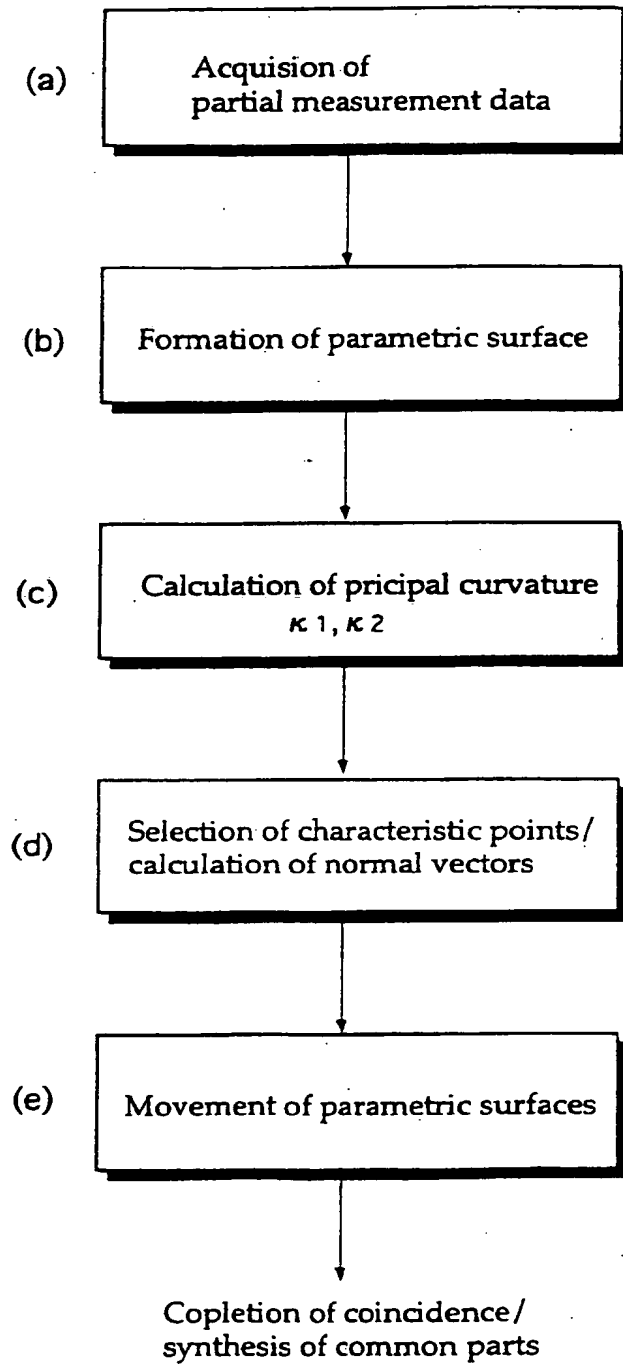 (a)
Acquision of
partial measurement data
(b)
Formation of parametric surface
(c)
Calculation of pricipal curvature
κ 1, κ 2
(d)
Selection of characteristic points/
calculation of normal vectors
(e)
Movement of parametric surfaces
Copletion of coincidence/
synthesis of common parts